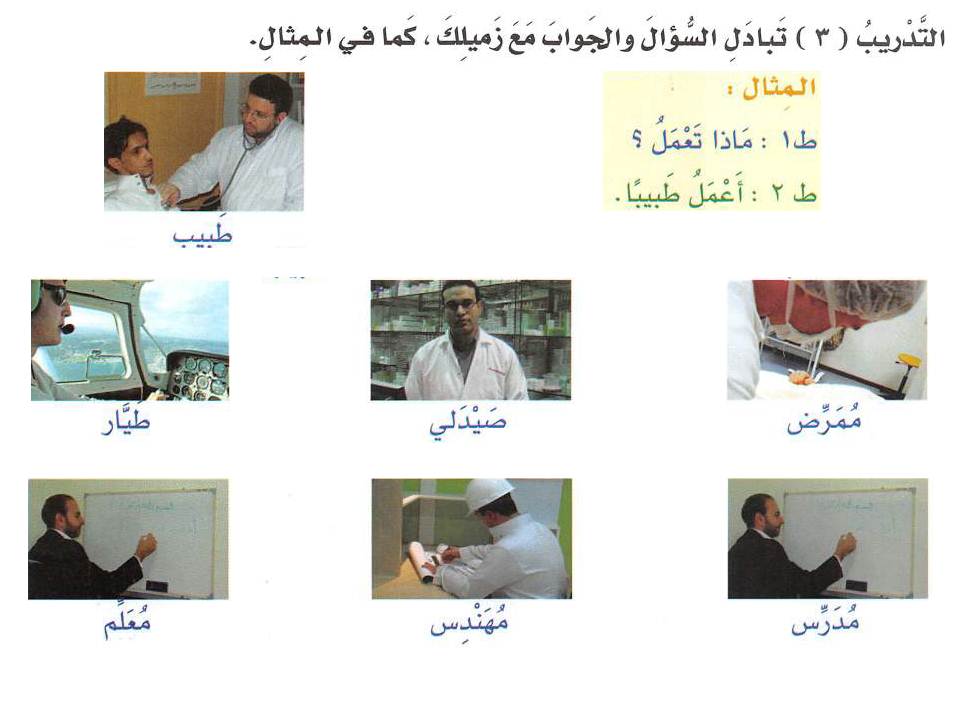 التَّدْريبُ ( ٣ ) تَبادَلِ السُّؤالَ والجَوابَ مَعَ زَميلِكَ ، كَما في المِثالِ.
المِثال :
ط١ : مَاذا تَعْمَلُ ؟
ط ٢ : أَعْمَلُ طَبيبًا.
طَبيب
مُمَرِّض
صَيْدَلي
طَيَّار
مُدَرِّس
مُهَنْدِس
مُعَلِّم